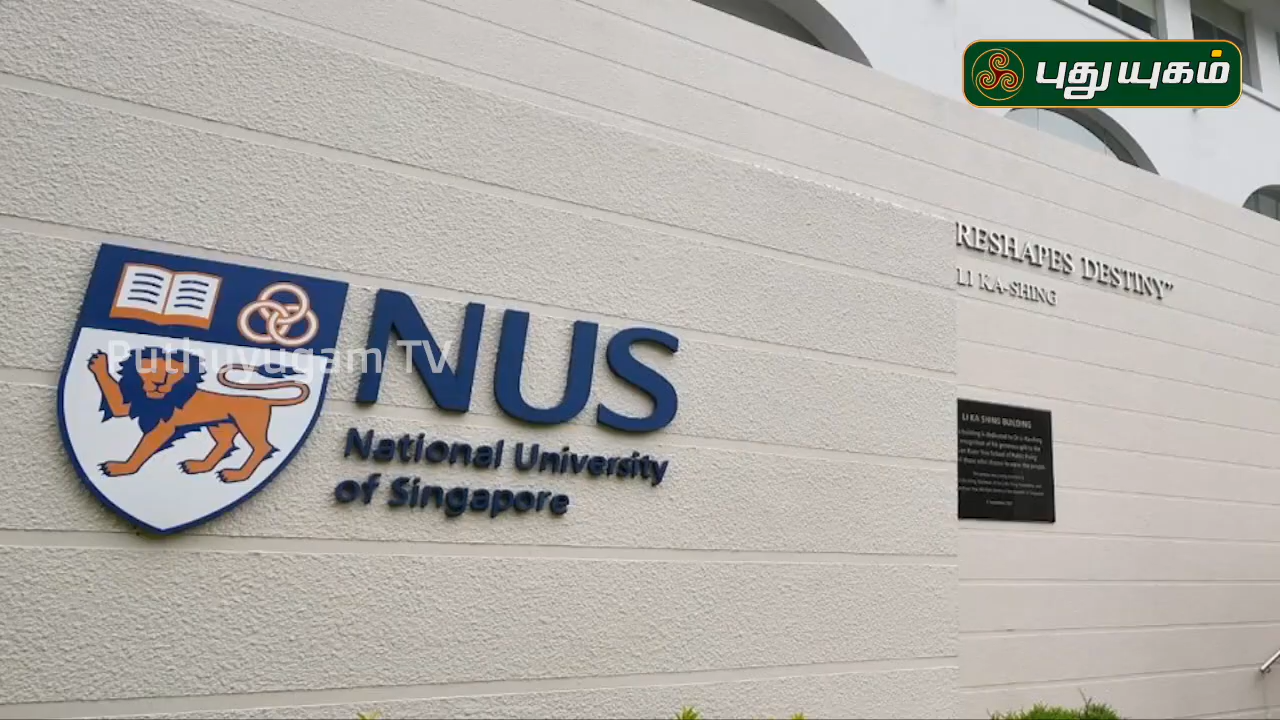 புதுயுகம்
RESHAPES DESTINY”
LI KA-SHING
Puthuyugam TV
NUS
National University
of Singapore
LI KA SHING BUILDING